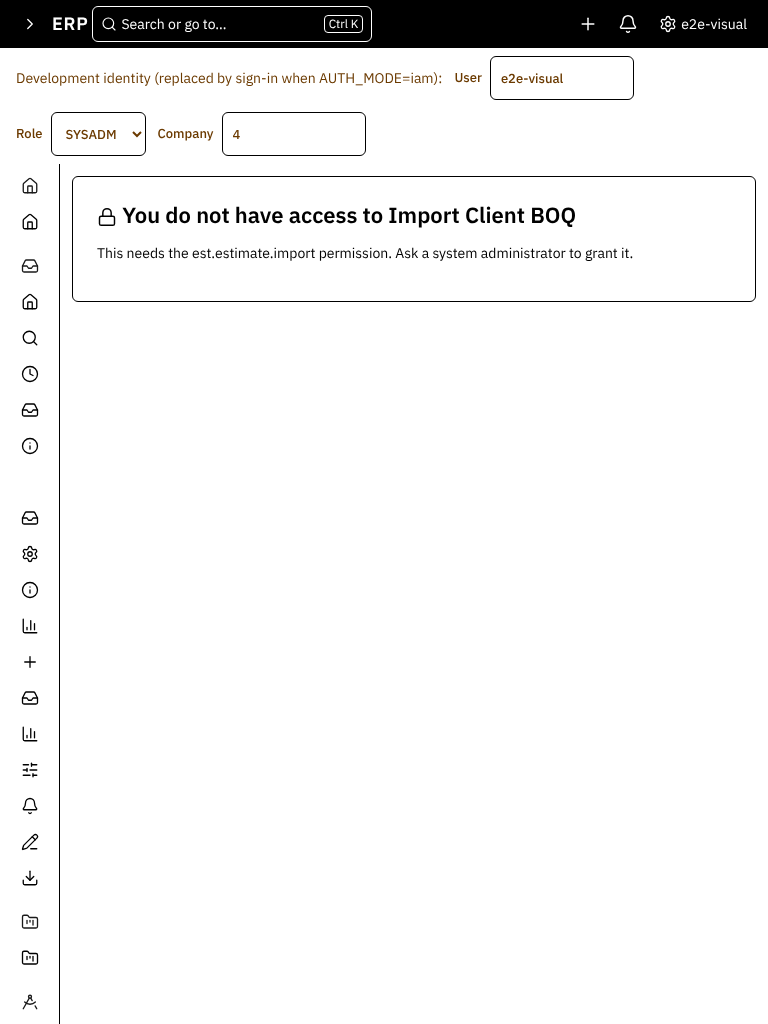 ERP Search or go to... Ctrl K e2e-visual
Development identity (replaced by sign-in when AUTH_MODE=iam): User e2e-visual
Role SYSADM Company 4
You do not have access to Import Client BOQ
This needs the est.estimate.import permission. Ask a system administrator to grant it.